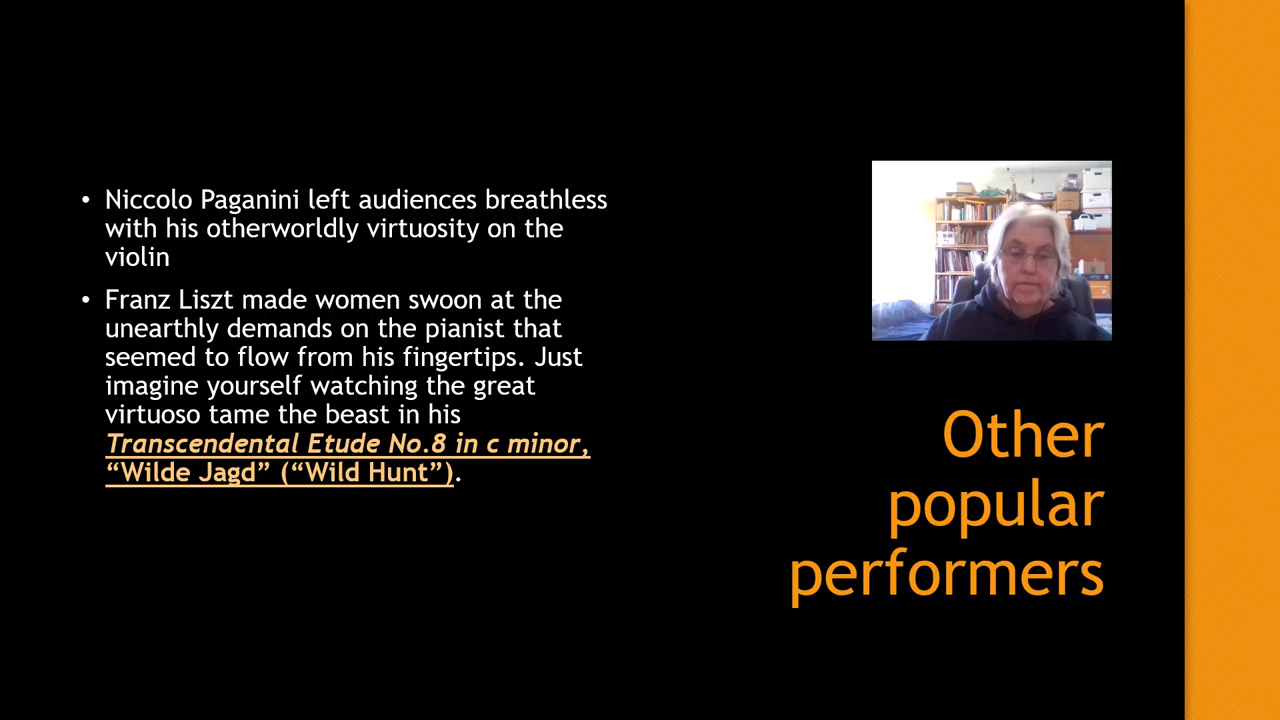 • Niccolo Paganini left audiences breathless
with his otherworldly virtuosity on the
violin
• Franz Liszt made women swoon at the
unearthly demands on the pianist that
seemed to flow from his fingertips. Just
imagine yourself watching the great
virtuoso tame the beast in his
Transcendental Etude No.8 in c minor,
“Wilde Jagd” (“Wild Hunt”).
Other
popular
performers